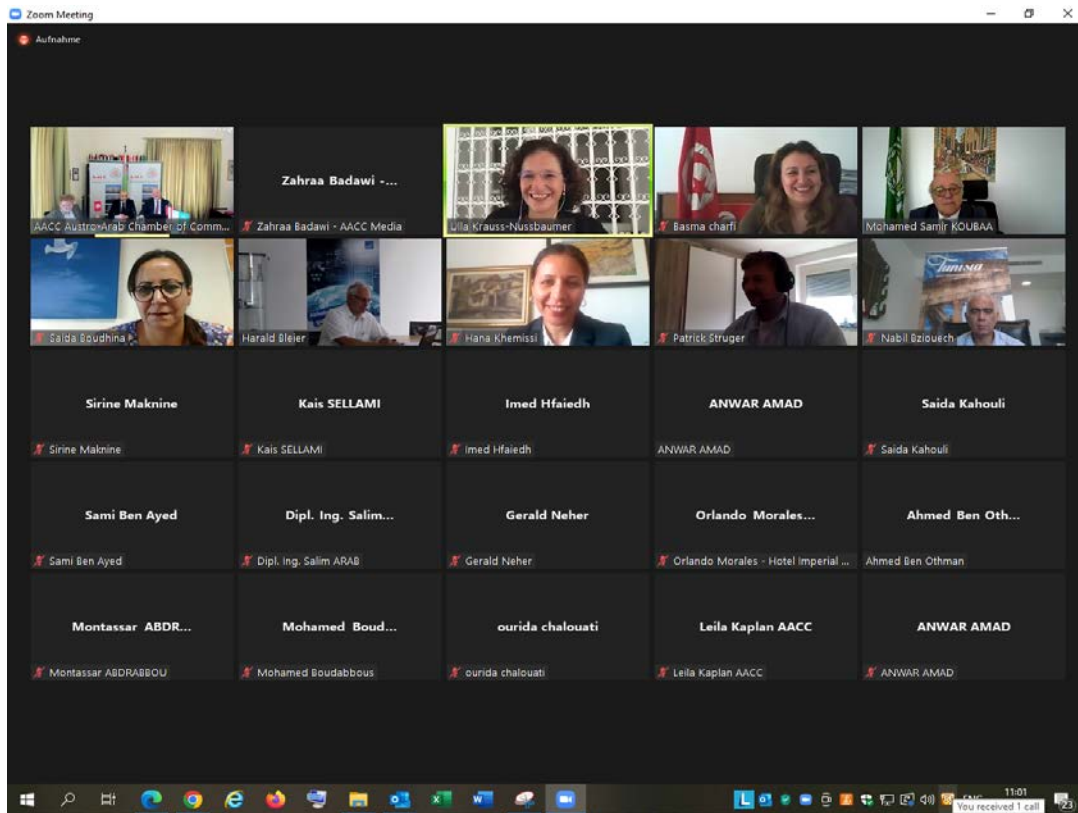 Zoom Meeting
Aufnahme
AACC Austro-Arab Chamber of Comm...
Zahraa Badawi -...
Zahraa Badawi - AACC Media
Ulla Krauss-Nussbaumer
Basma charfi
Mohamed Samir KOUBAA
Saida Boudhina
Harald Bleier
Hana Khemissi
Patrick Struger
Tunisia
Nabil Bziouech
Sirine Maknine
Sirine Maknine
Kais SELLAMI
Kais SELLAMI
Imed Hfaiedh
Imed Hfaiedh
ANWAR AMAD
ANWAR AMAD
Saida Kahouli
Saida Kahouli
Sami Ben Ayed
Sami Ben Ayed
Dipl. Ing. Salim...
Dipl. Ing. Salim ARAB
Gerald Neher
Gerald Neher
Orlando Morales...
Orlando Morales - Hotel Imperial ...
Ahmed Ben Oth...
Ahmed Ben Othman
Montassar ABDR...
Montassar ABDRABBOU
Mohamed Boud...
Mohamed Boudabbous
ourida chalouati
ourida chalouati
Leila Kaplan AACC
Leila Kaplan AACC
ANWAR AMAD
ANWAR AMAD
11:01
You received 1 call
23